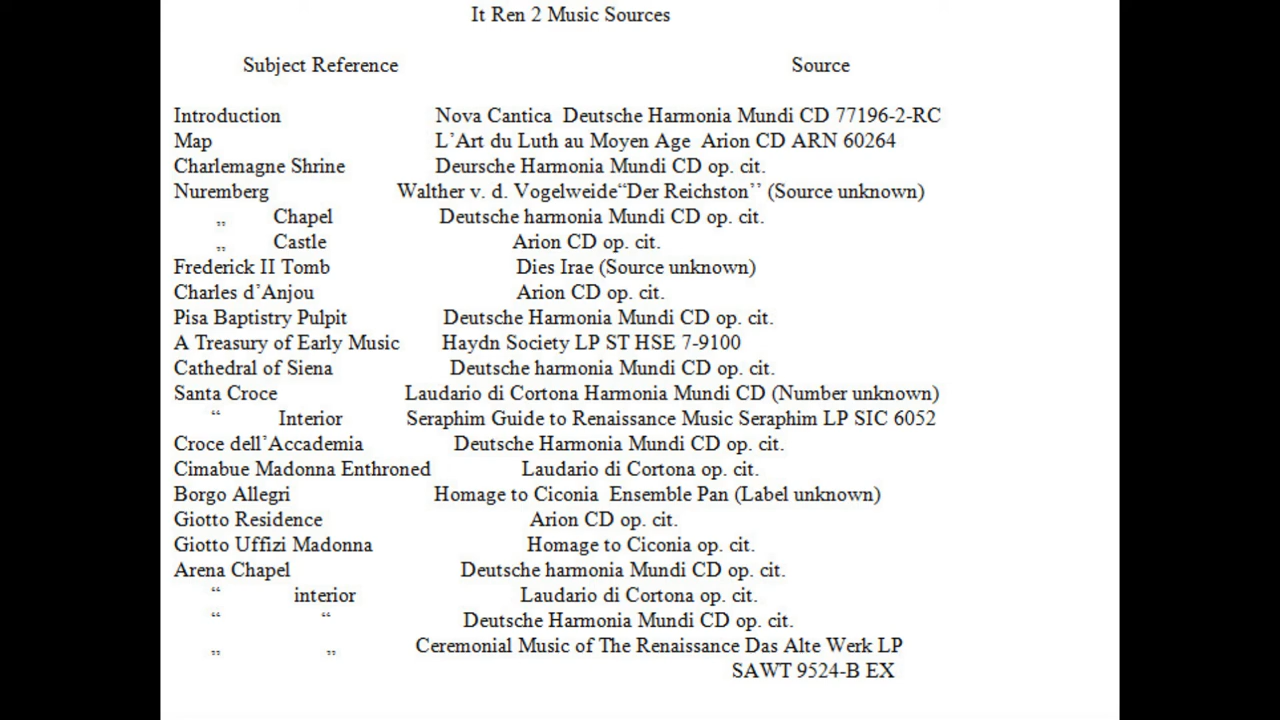 It Ren 2 Music Sources
Subject Reference Source
Introduction Nova Cantica Deutsche Harmonia Mundi CD 77196-2-RC
Map L’Art du Luth au Moyen Age Arion CD ARN 60264
Charlemagne Shrine Deursche Harmonia Mundi CD op. cit.
Nuremberg Walther v. d. Vogelweide“Der Reichston’’ (Source unknown)
„ Chapel Deutsche harmonia Mundi CD op. cit.
„ Castle Arion CD op. cit.
Frederick II Tomb Dies Irae (Source unknown)
Charles d’Anjou Arion CD op. cit.
Pisa Baptistry Pulpit Deutsche Harmonia Mundi CD op. cit.
A Treasury of Early Music Haydn Society LP ST HSE 7-9100
Cathedral of Siena Deutsche harmonia Mundi CD op. cit.
Santa Croce Laudario di Cortona Harmonia Mundi CD (Number unknown)
“ Interior Seraphim Guide to Renaissance Music Seraphim LP SIC 6052
Croce dell’Accademia Deutsche Harmonia Mundi CD op. cit.
Cimabue Madonna Enthroned Laudario di Cortona op. cit.
Borgo Allegri Homage to Ciconia Ensemble Pan (Label unknown)
Giotto Residence Arion CD op. cit.
Giotto Uffizi Madonna Homage to Ciconia op. cit.
Arena Chapel Deutsche harmonia Mundi CD op. cit.
“ interior Laudario di Cortona op. cit.
“ “ Deutsche Harmonia Mundi CD op. cit.
„ „ Ceremonial Music of The Renaissance Das Alte Werk LP
SAWT 9524-B EX